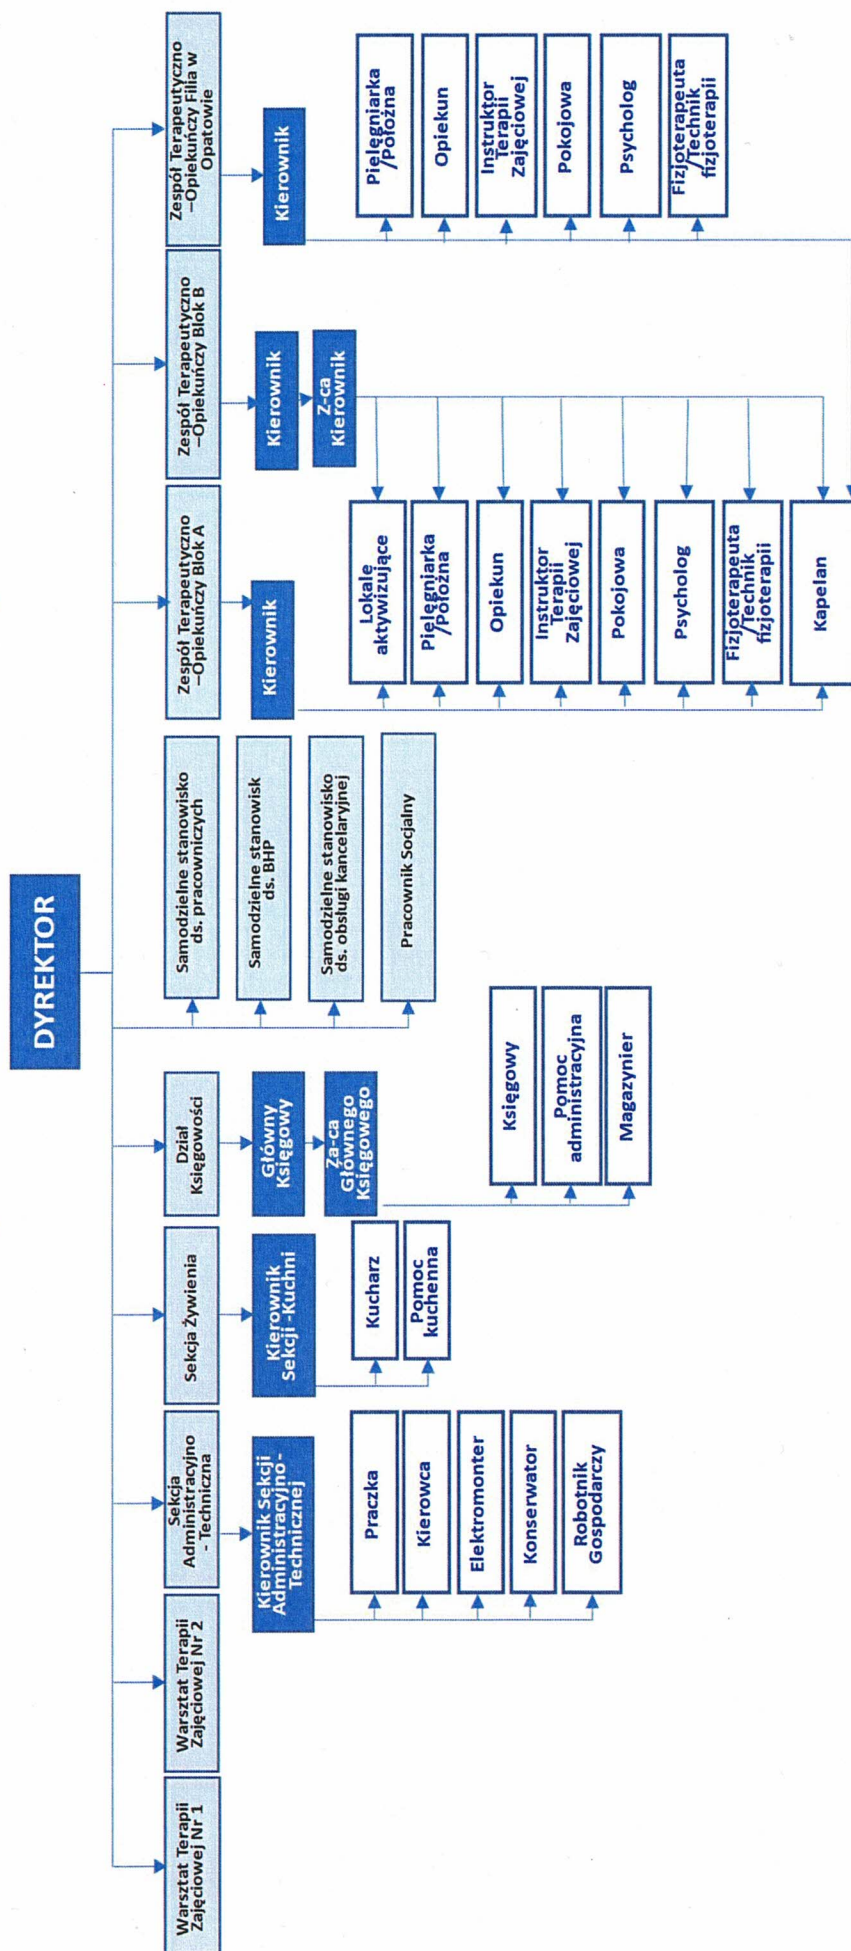 DYREKTOR
Warsztat Terapii
Zajęciowej Nr 1
Warsztat Terapii
Zajęciowej Nr 2
Sekcja
Administracyjno
- Techniczna
Kierownik Sekcji
Administracyjno-
Technicznej
Praczka
Kierowca
Elektromonter
Konserwator
Robotnik
Gospodarczy
Sekcja Żywienia
Kierownik
Sekcji -Kuchni
Kucharz
Pomoc
kuchenna
Dział
Księgowości
Główny
Księgowy
Za-ca
Głównego
Księgowego
Księgowy
Pomoc
administracyjna
Magazynier
Samodzielne stanowisko
ds. pracowniczych
Samodzielne stanowisk
ds. BHP
Samodzielne stanowisko
ds. obsługi kancelaryjnej
Pracownik Socjalny
Zespół Terapeutyczno
–Opiekuńczy Blok A
Kierownik
Lokale
aktywizujące
Pielęgniarka
/Położna
Opiekun
Instruktor
Terapii
Zajęciowej
Pokojowa
Psycholog
Fizjoterapeuta
/Technik
fizjoterapii
Kapelan
Zespół Terapeutyczno
–Opiekuńczy Blok B
Kierownik
Z-ca
Kierownik
Zespół Terapeutyczno
–Opiekuńczy Filia w
Opatowie
Kierownik
Pielęgniarka
/Położna
Opiekun
Instruktor
Terapii
Zajęciowej
Pokojowa
Psycholog
Fizjoterapeuta
/Technik
fizjoterapii